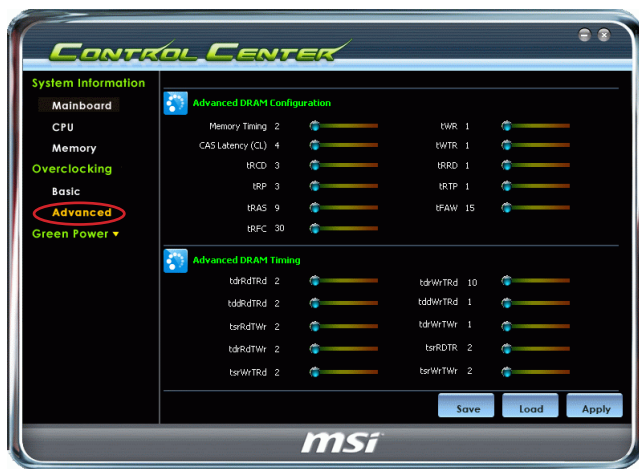 CONTROL CENTER
System Information
Mainboard
CPU
Memory
Overclocking
Basic
Advanced
Green Power
Advanced DRAM Configuration
Memory Timing 2
CAS Latency (CL) 4
tRCD 3
tRP 3
tRAS 9
tRFC 30
tWR 1
tWTR 1
tRRD 1
tRTP 1
tFAW 15
Advanced DRAM Timing
tdrRdTRd 2
tddRdTRd 2
tsrRdTWr 2
tdrRdTWr 2
tsrWrTRd 2
tdrWrTRd 10
tddWrTRd 1
tdrWrTWr 1
tsrRDTR 2
tsrWrTWr 2
Save Load Apply
msi